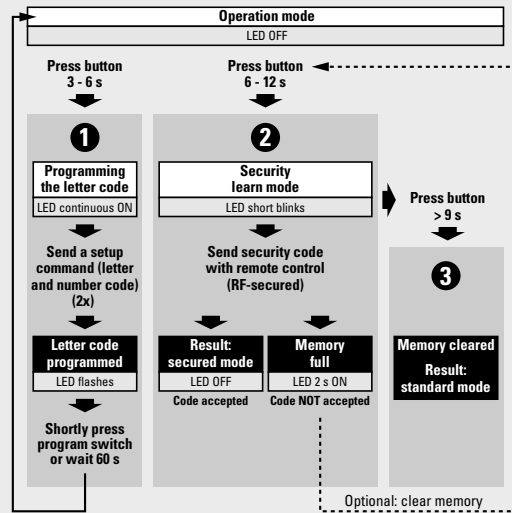 Operation mode
LED OFF
Press button
3 - 6 s
Press button
6 - 12 s
1
Programming
the letter code
LED continuous ON
Send a setup
command (letter
and number code)
(2x)
Letter code
programmed
LED flashes
Shortly press
program switch
or wait 60 s
2
Security
learn mode
LED short blinks
Send security code
with remote control
(RF-secured)
Result:
secured mode
LED OFF
Code accepted
Memory
full
LED 2 s ON
Code NOT accepted
Press button
> 9 s
3
Memory cleared
Result:
standard mode
Optional: clear memory